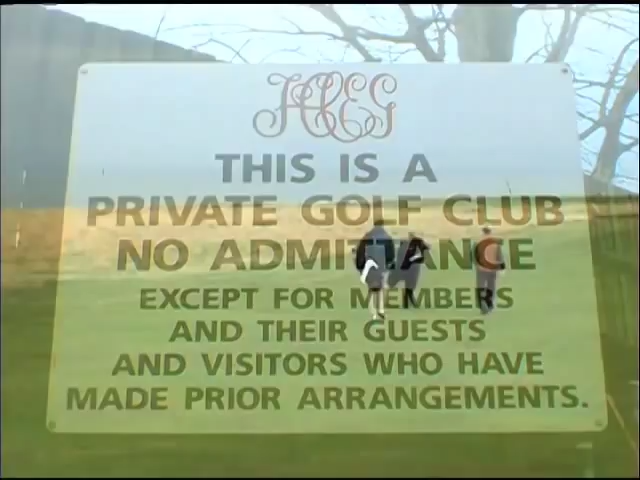 HCEG
THIS IS A
PRIVATE GOLF CLUB
NO ADMITTANCE
EXCEPT FOR MEMBERS
AND THEIR GUESTS
AND VISITORS WHO HAVE
MADE PRIOR ARRANGEMENTS.